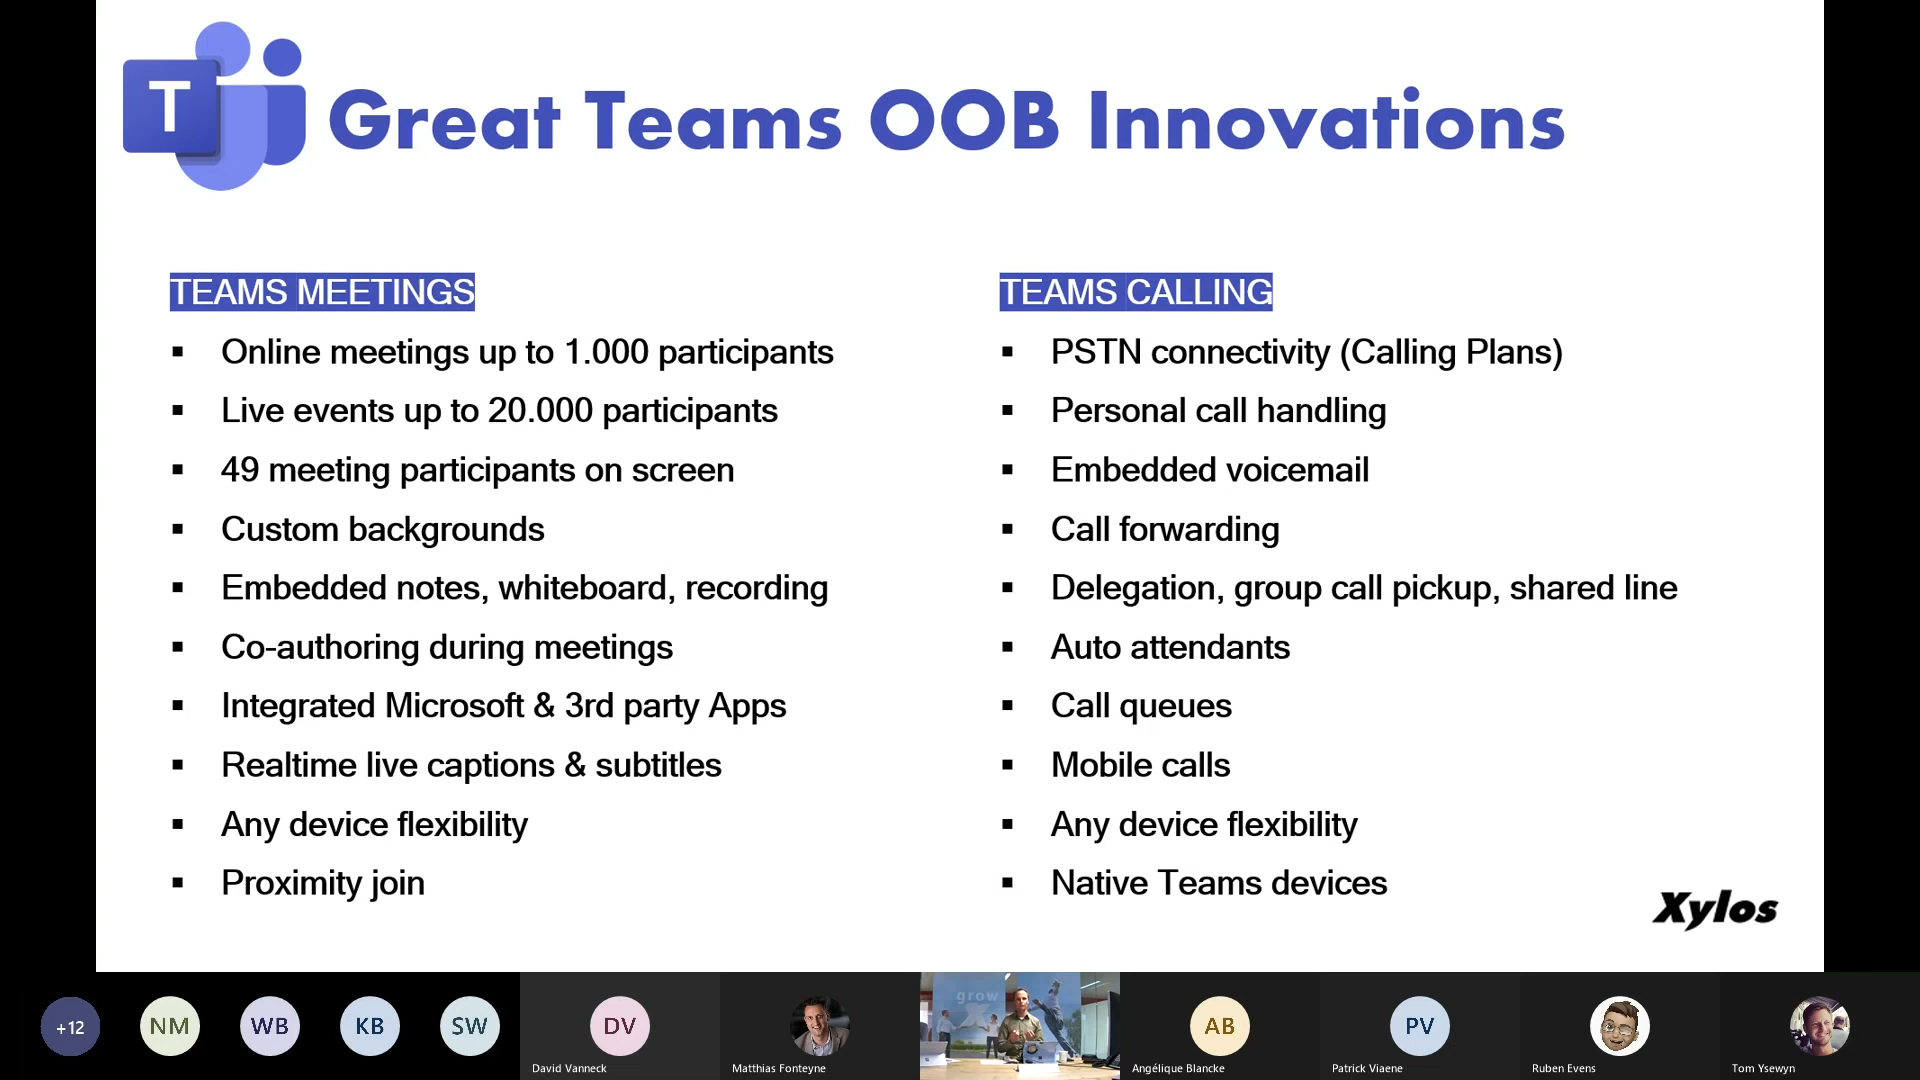 T
Great Teams OOB Innovations
TEAMS MEETINGS
▪ Online meetings up to 1.000 participants
▪ Live events up to 20.000 participants
▪ 49 meeting participants on screen
▪ Custom backgrounds
▪ Embedded notes, whiteboard, recording
▪ Co-authoring during meetings
▪ Integrated Microsoft & 3rd party Apps
▪ Realtime live captions & subtitles
▪ Any device flexibility
▪ Proximity join
TEAMS CALLING
▪ PSTN connectivity (Calling Plans)
▪ Personal call handling
▪ Embedded voicemail
▪ Call forwarding
▪ Delegation, group call pickup, shared line
▪ Auto attendants
▪ Call queues
▪ Mobile calls
▪ Any device flexibility
▪ Native Teams devices
Xylos
+12
NM
WB
KB
SW
DV
David Vanneck
Matthias Fonteyne
grow
X
AB
Angélique Blancke
PV
Patrick Viaene
Ruben Evens
Tom Ysewyn